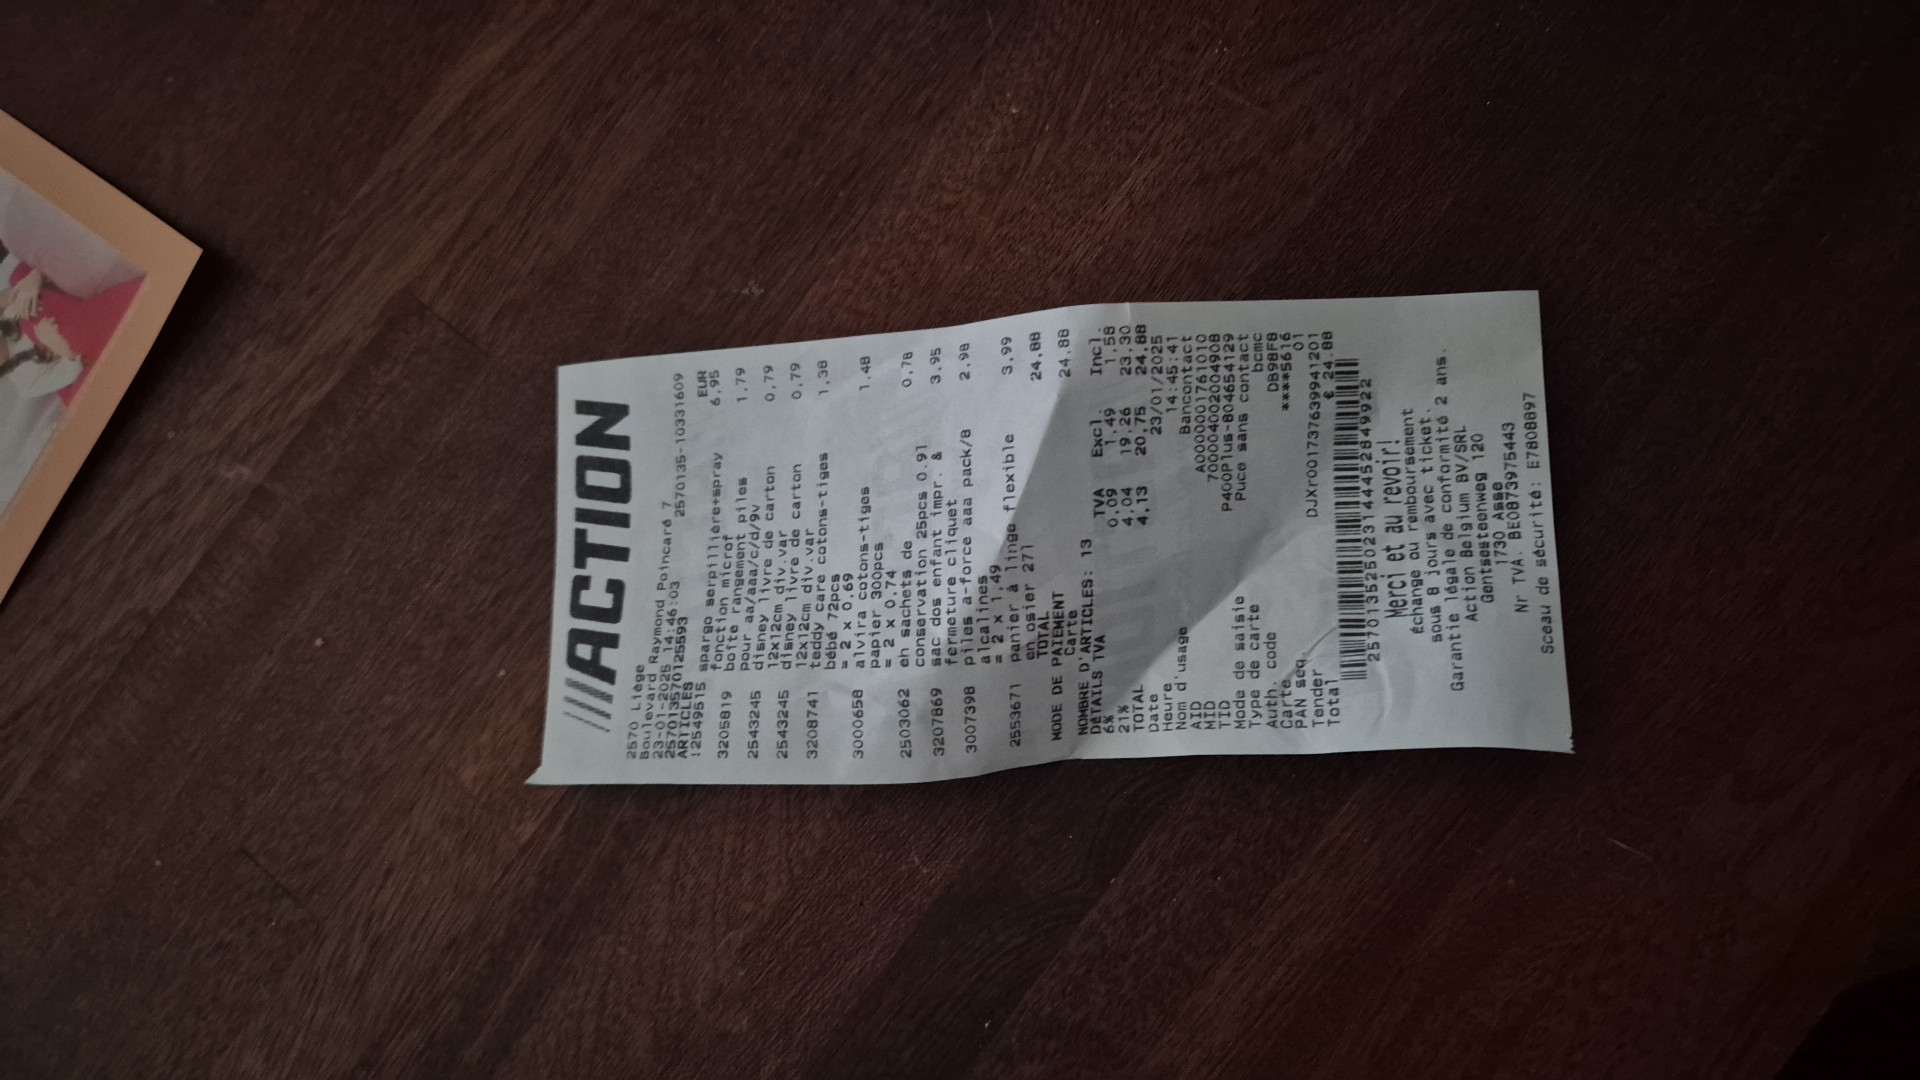 ACTION
2570 Liège
Boulevard Raymond Poincaré 7
23-01-2025 14:46:03 2570135-1031609
257013570125593
ARTICLES EUR
!2549515 spargo serpillière+spray 6,95
fonction microf
3205819 boîte rangement piles 1,79
pour aa/aaa/c/d/9v
2543245 disney livre de carton 0,79
12x12cm div.var
2543245 disney livre de carton 0,79
12x12cm div.var
3208741 teddy care cotons-tiges 1,38
bébé 72pcs
= 2 x 0,69
3000658 alvira cotons-tiges 1,48
papier 300pcs
= 2 x 0,74
2503062 eh sachets de 0,78
conservation 25pcs 0.9l
3207869 sac dos enfant impr. & 3,95
fermeture cliquet
3007398 piles a-force aaa pack/8 2,98
alcalines
= 2 x 1,49
2553671 panier à linge flexible 3,99
en osier 27l
TOTAL 24,88
MODE DE PAIEMENT
Carte 24,88
NOMBRE D'ARTICLES: 13
DÉTAILS TVA TVA Excl. Incl.
6% 0,09 1,49 1,58
21% 4,04 19,26 23,30
TOTAL 4,13 20,75 24,88
Date 23/01/2025
Heure 14:45:41
Nom d'usage Bancontact
AID A0000001761010
MID 700004002004908
TID P400Plus-804654129
Mode de saisie Puce sans contact
Type de carte bcmc
Auth. code DB98F8
Carte ****5616
PAN seq. 01
Tender DJXr001737639941201
Total € 24.88
2570135250231444528499 22
Merci et au revoir!
Échange ou remboursement
sous 8 jours avec ticket.
Garantie légale de conformité 2 ans.
Action Belgium BV/SRL
Gentsesteenweg 120
1730 Asse
Nr TVA. BE0873975443
Sceau de sécurité: E7808897